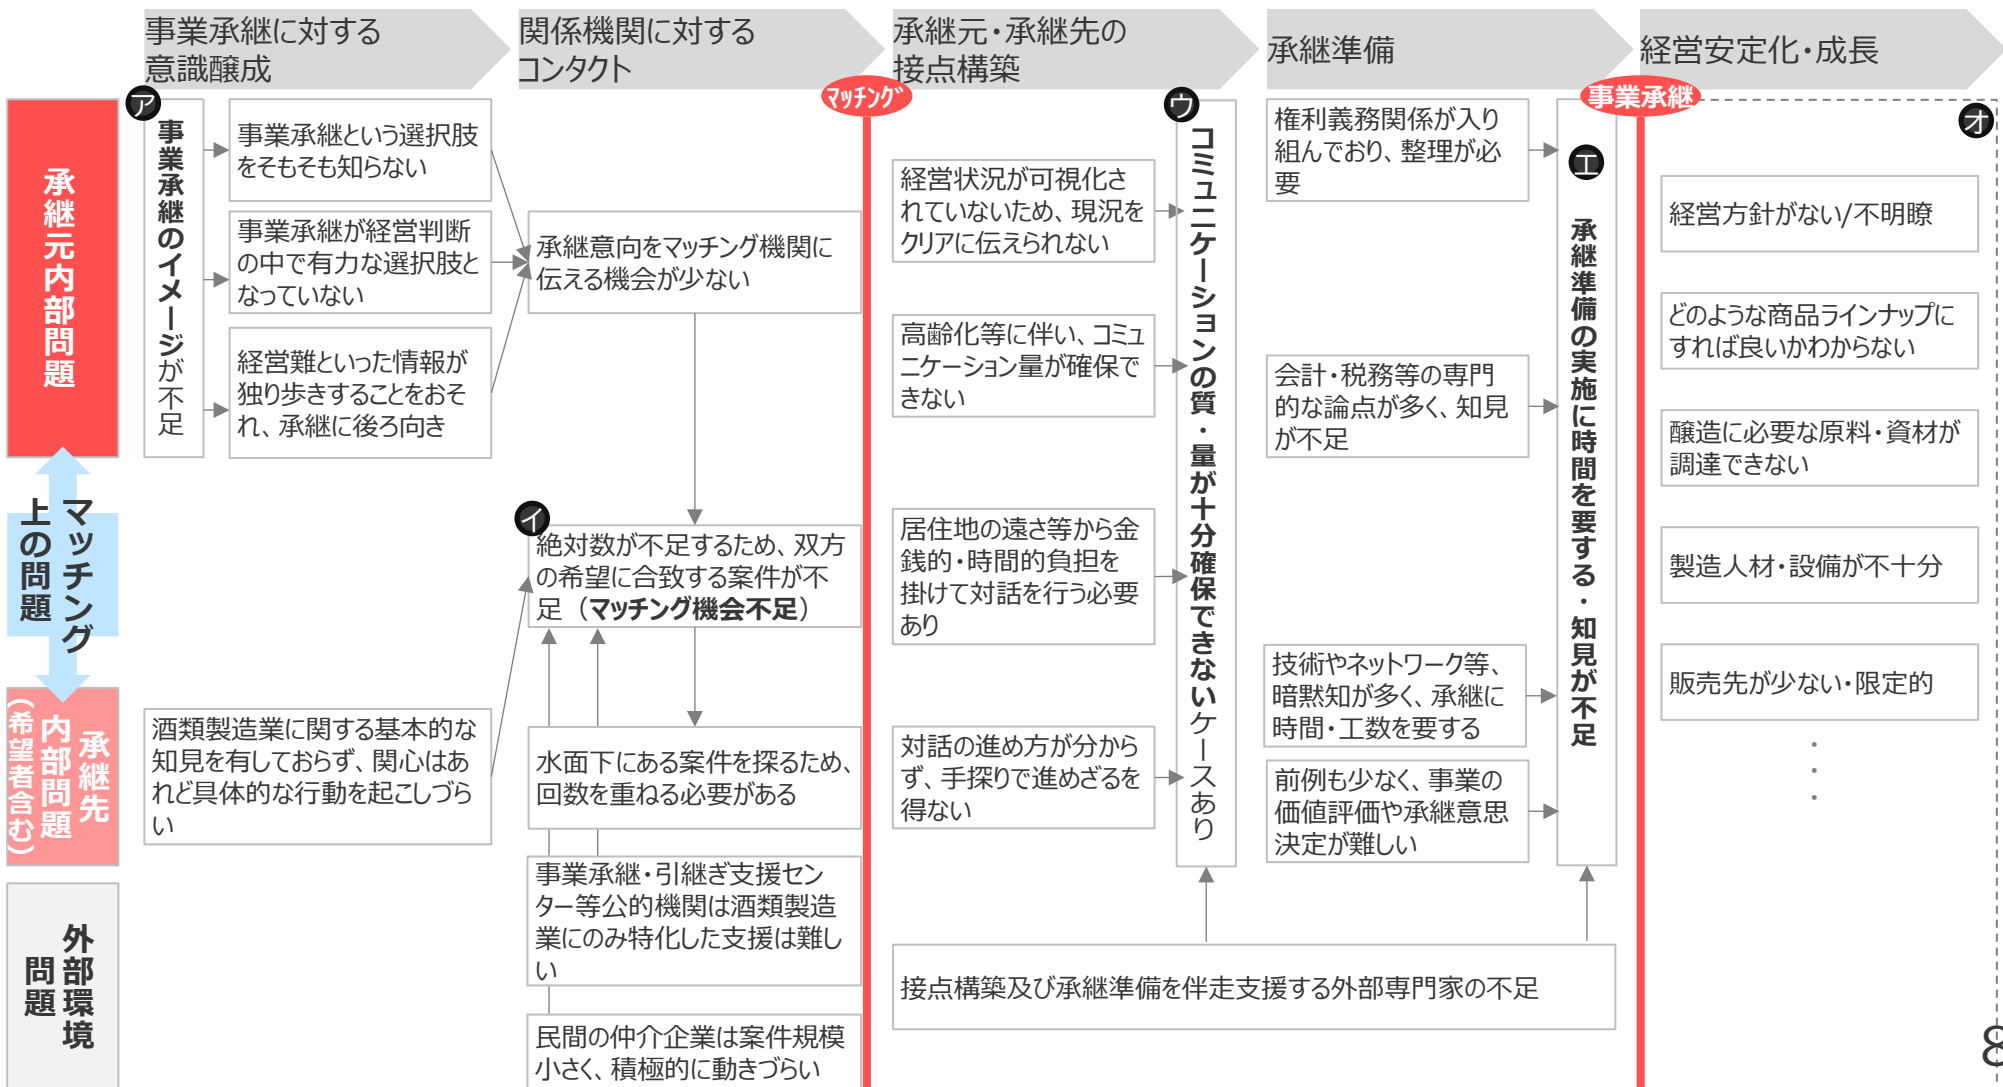 事業承継に対する
意識醸成
関係機関に対する
コンタクト
承継元・承継先の
接点構築
承継準備
経営安定化・成長
マッチング
事業承継
承継元内部問題
マッチング
上の問題
承継先
内部問題
(希望者含む)
外部環境
問題
ア
事業承継のイメージが不足
事業承継という選択肢
をそもそも知らない
事業承継が経営判断
の中で有力な選択肢と
なっていない
経営難といった情報が
独り歩きすることをおそ
れ、承継に後ろ向き
酒類製造業に関する基本的な
知見を有しておらず、関心はあ
れど具体的な行動を起こしづら
い
承継意向をマッチング機関に
伝える機会が少ない
イ
絶対数が不足するため、双方
の希望に合致する案件が不
足（マッチング機会不足）
水面下にある案件を探るため、
回数を重ねる必要がある
事業承継・引継ぎ支援セン
ター等公的機関は酒類製造
業にのみ特化した支援は難し
い
民間の仲介企業は案件規模
小さく、積極的に動きづらい
経営状況が可視化さ
れていないため、現況を
クリアに伝えられない
高齢化等に伴い、コミュ
ニケーション量が確保で
きない
居住地の遠さ等から金
銭的・時間的負担を
掛けて対話を行う必要
あり
対話の進め方が分から
ず、手探りで進めざるを
得ない
ウ
コミュニケーションの質・量が十分確保できないケースあり
権利義務関係が入り
組んでおり、整理が必
要
会計・税務等の専門
的な論点が多く、知見
が不足
技術やネットワーク等、
暗黙知が多く、承継に
時間・工数を要する
前例も少なく、事業の
価値評価や承継意思
決定が難しい
エ
承継準備の実施に時間を要する・知見が不足
接点構築及び承継準備を伴走支援する外部専門家の不足
オ
経営方針がない/不明瞭
どのような商品ラインナップに
すれば良いかわからない
醸造に必要な原料・資材が
調達できない
製造人材・設備が不十分
販売先が少ない・限定的
・
・
・
8